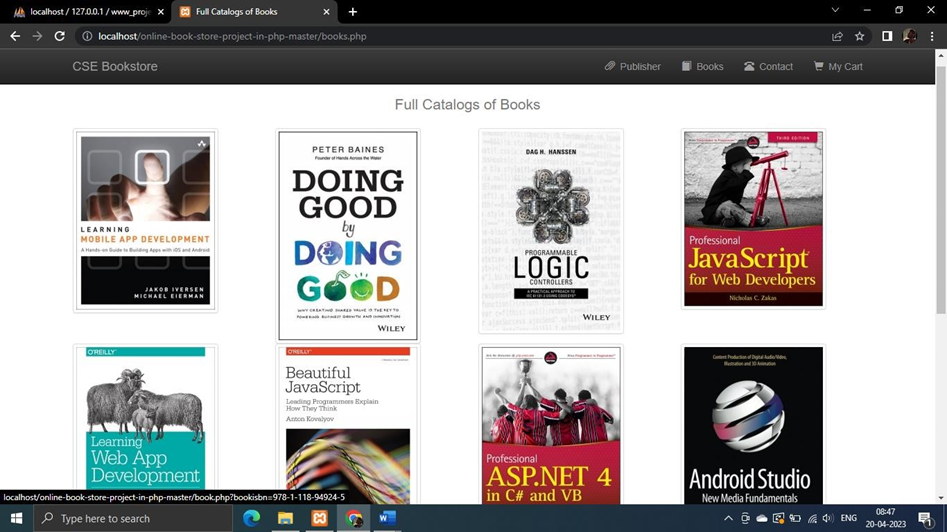 localhost / 127.0.0.1 / www_proje
Full Catalogs of Books
localhost/online-book-store-project-in-php-master/books.php
CSE Bookstore
Publisher
Books
Contact
My Cart
Full Catalogs of Books
LEARNING
MOBILE APP DEVELOPMENT
A Hands-on Guide to Building Apps with iOS and Android
JAKOB IVERSEN
MICHAEL EIERMAN
PETER BAINES
Founder of Hands Across the Water
DOING
GOOD
by
DOING
GOOD
WHY CREATING SHARED VALUE IS THE KEY TO
POWERING BUSINESS GROWTH AND INNOVATION
WILEY
DAG H. HANSSEN
PROGRAMMABLE
LOGIC
CONTROLLERS
A PRACTICAL APPROACH TO
IEC 61131-3 USING CODESYS
WILEY
THIRD EDITION
Professional
JavaScript
for Web Developers
Nicholas C. Zakas
O'REILLY
Learning
Web App
Development
O'REILLY
Beautiful
JavaScript
Leading Programmers Explain
How They Think
Anton Kovalyov
Professional
ASP.NET 4
in C# and VB
Content Production of Digital Audio/Video,
Illustration and 3D Animation
Android Studio
New Media Fundamentals
localhost/online-book-store-project-in-php-master/book.php?bookisbn=978-1-118-94924-5
Type here to search
ENG
08:47
20-04-2023